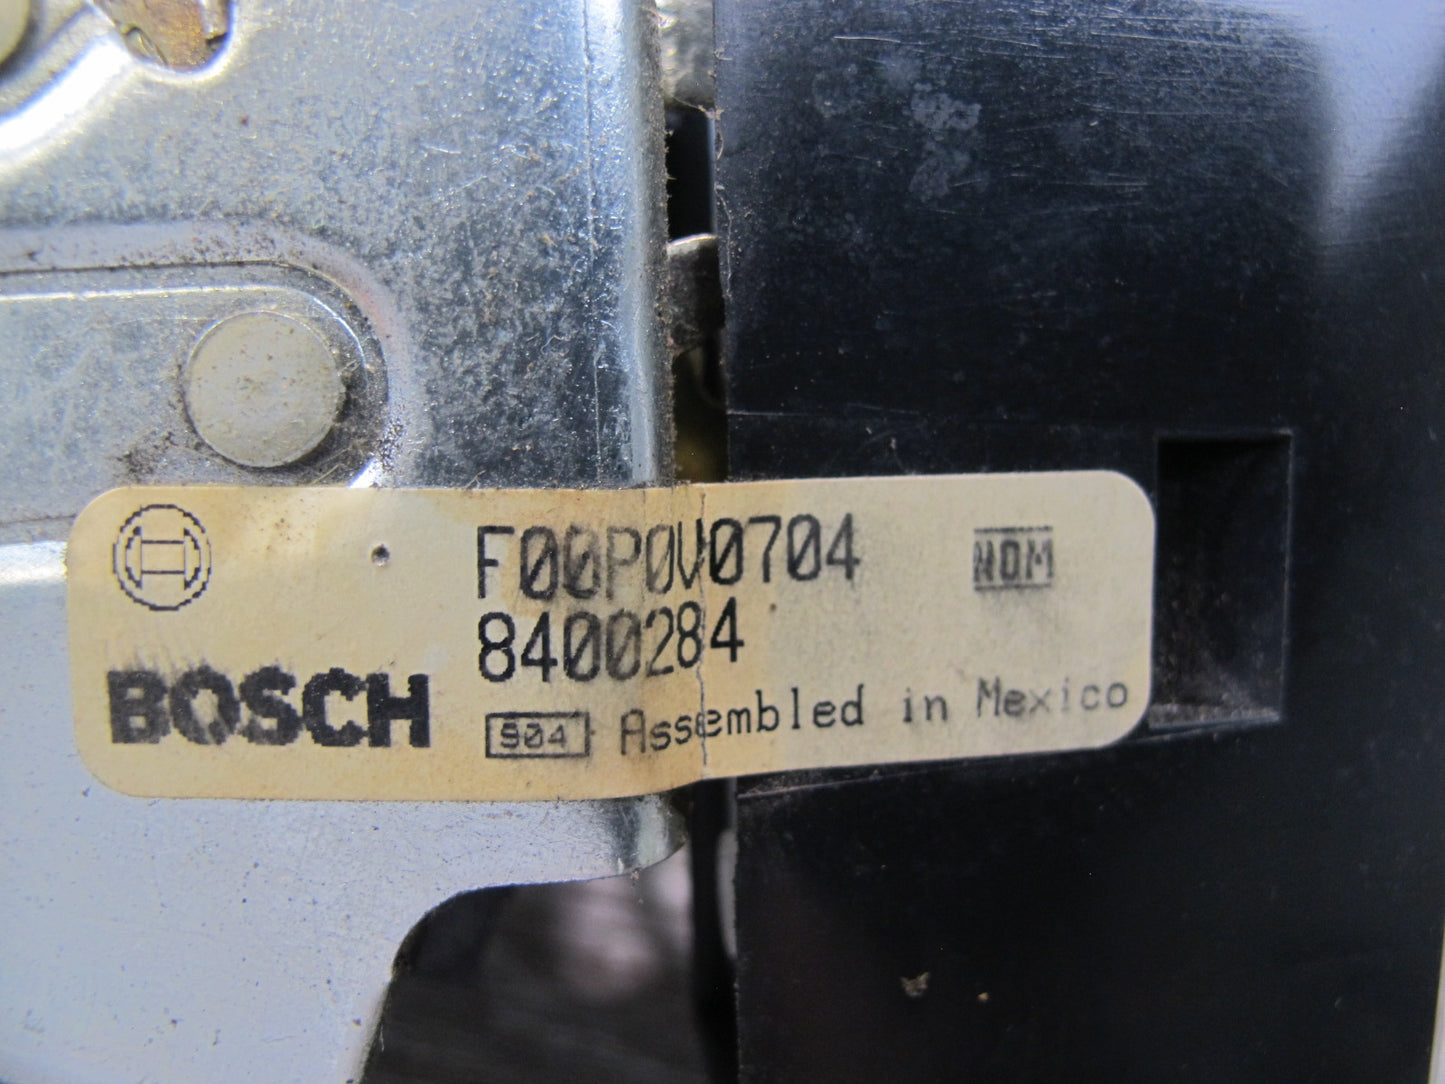 F00P0V0704 NOM
8400284
BOSCH
904 Assembled in Mexico